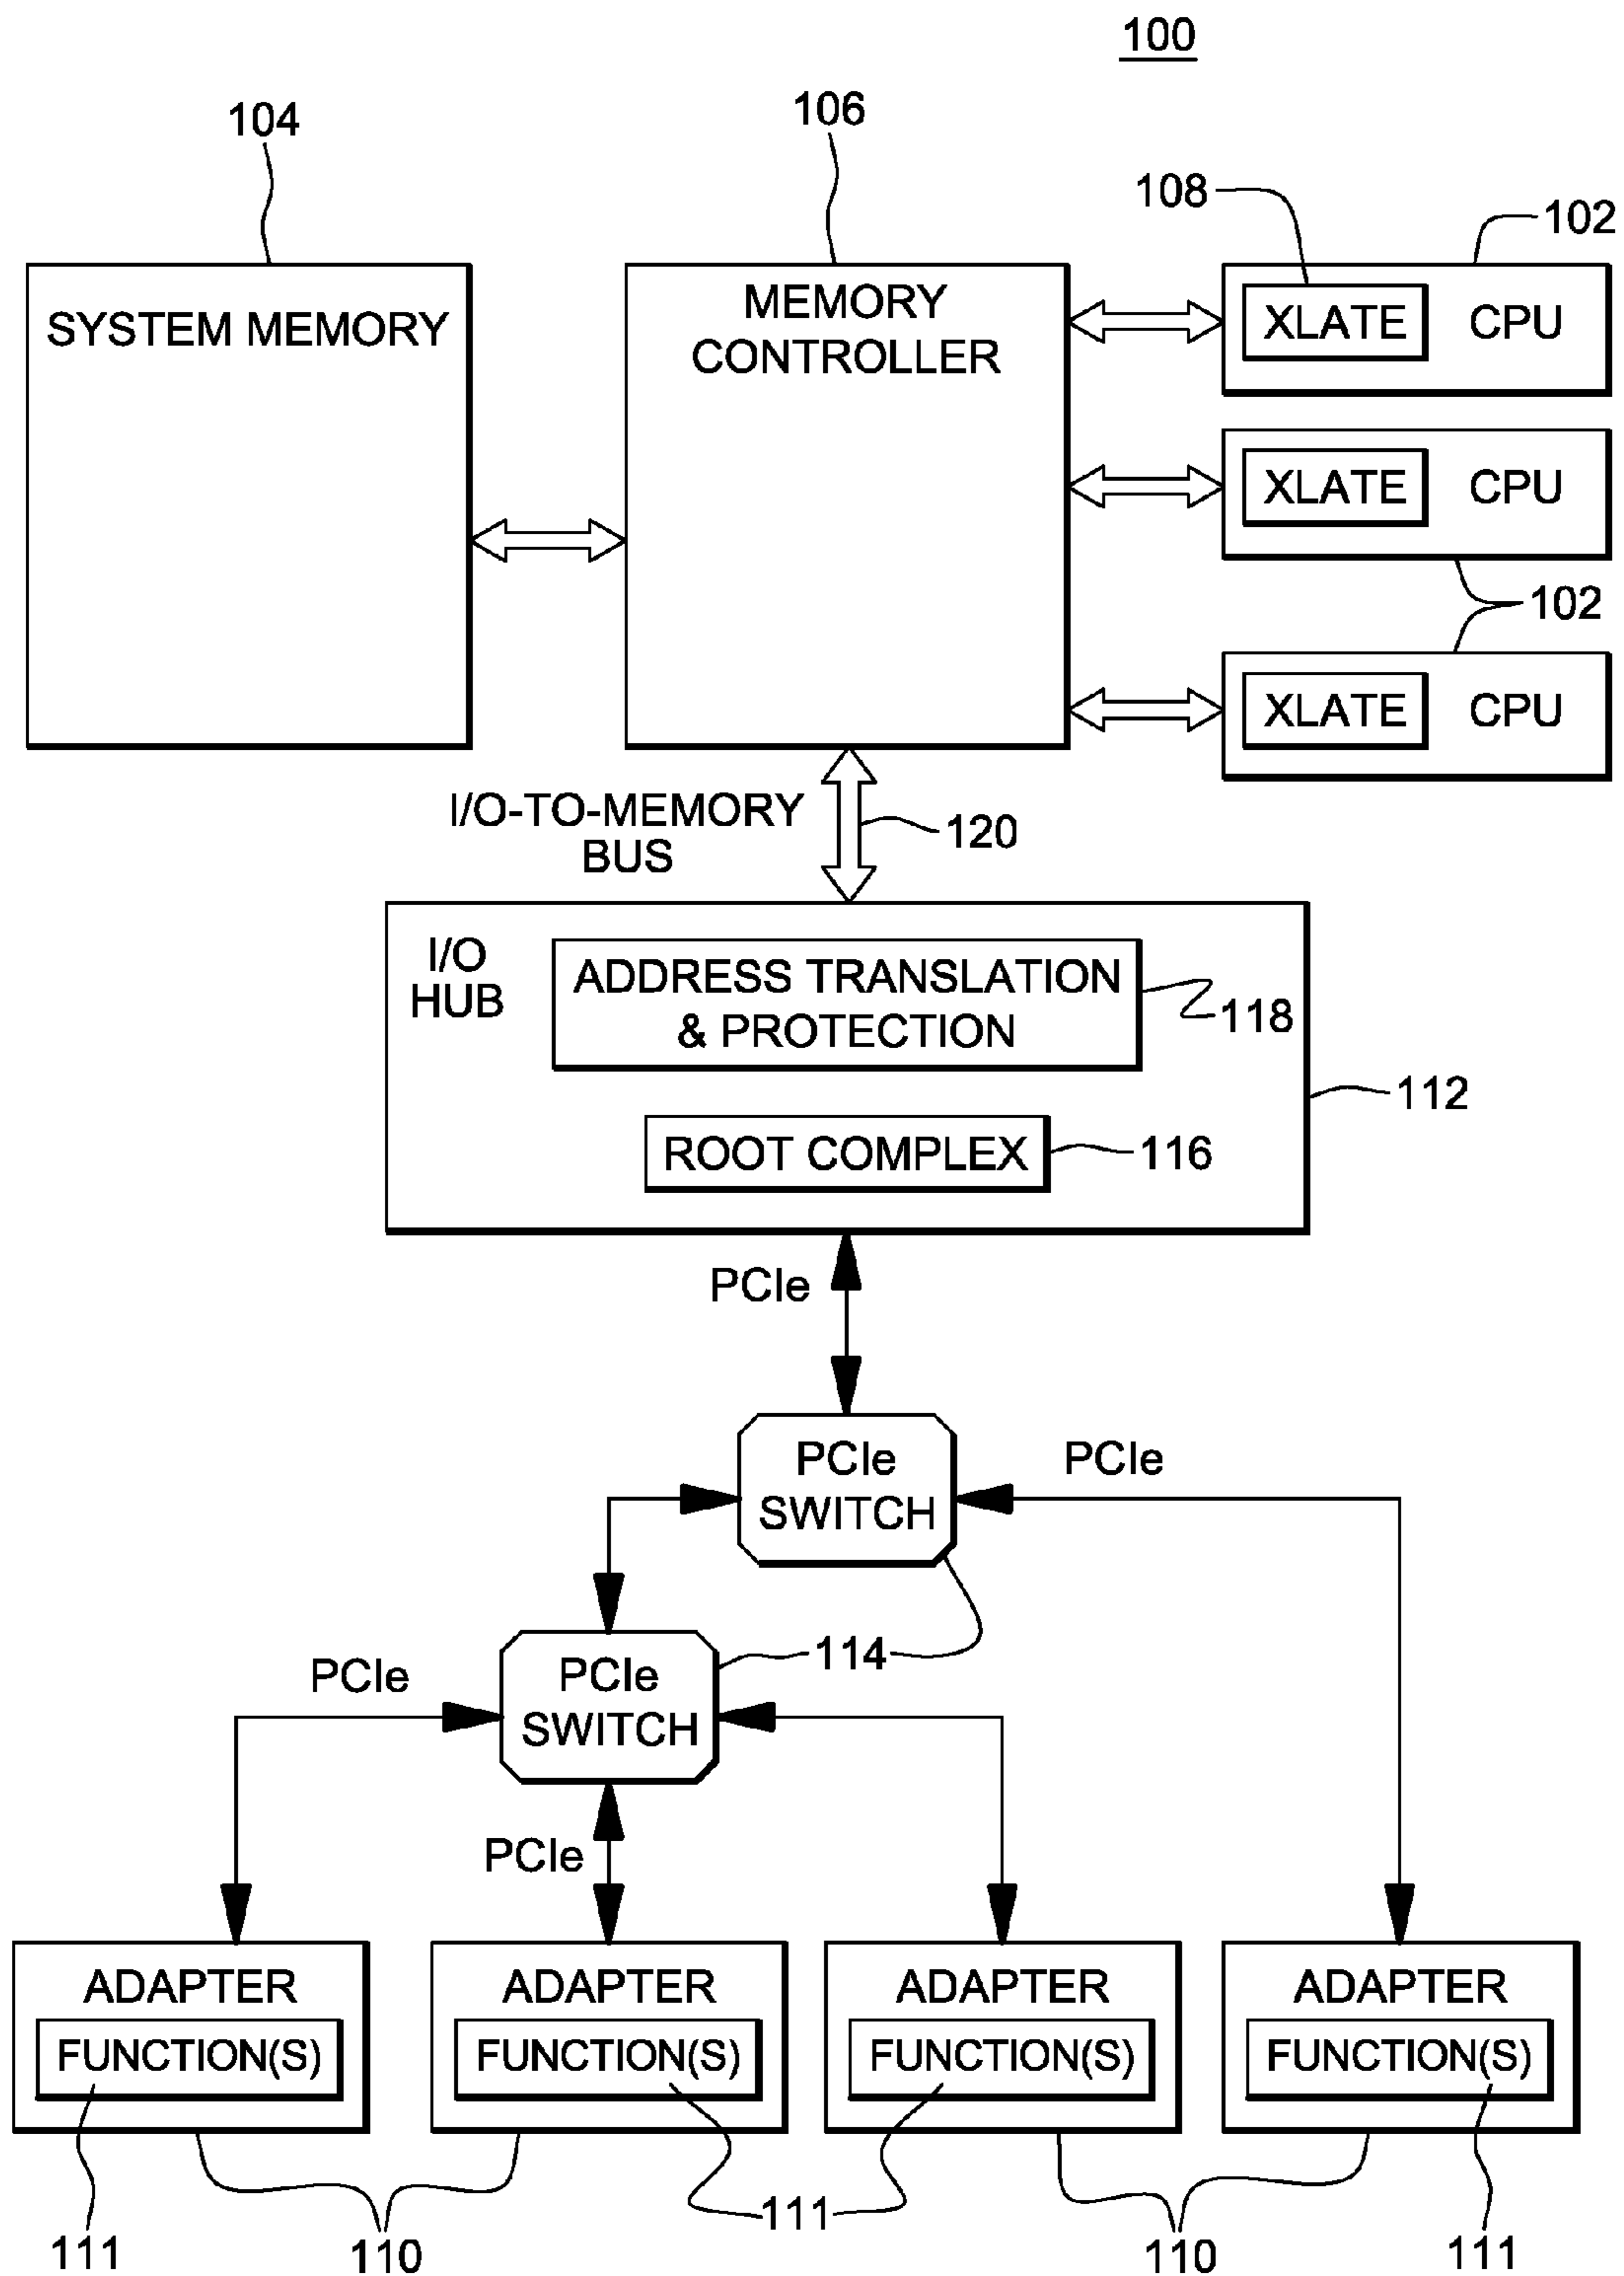 100
104
106
108
102
SYSTEM MEMORY
MEMORY
CONTROLLER
XLATE
CPU
XLATE
CPU
102
XLATE
CPU
I/O-TO-MEMORY
BUS
120
I/O
HUB
ADDRESS TRANSLATION
& PROTECTION
118
112
ROOT COMPLEX
116
PCIe
PCIe
SWITCH
PCIe
114
PCIe
PCIe
SWITCH
PCIe
ADAPTER
FUNCTION(S)
ADAPTER
FUNCTION(S)
ADAPTER
FUNCTION(S)
ADAPTER
FUNCTION(S)
111
110
111
110
111